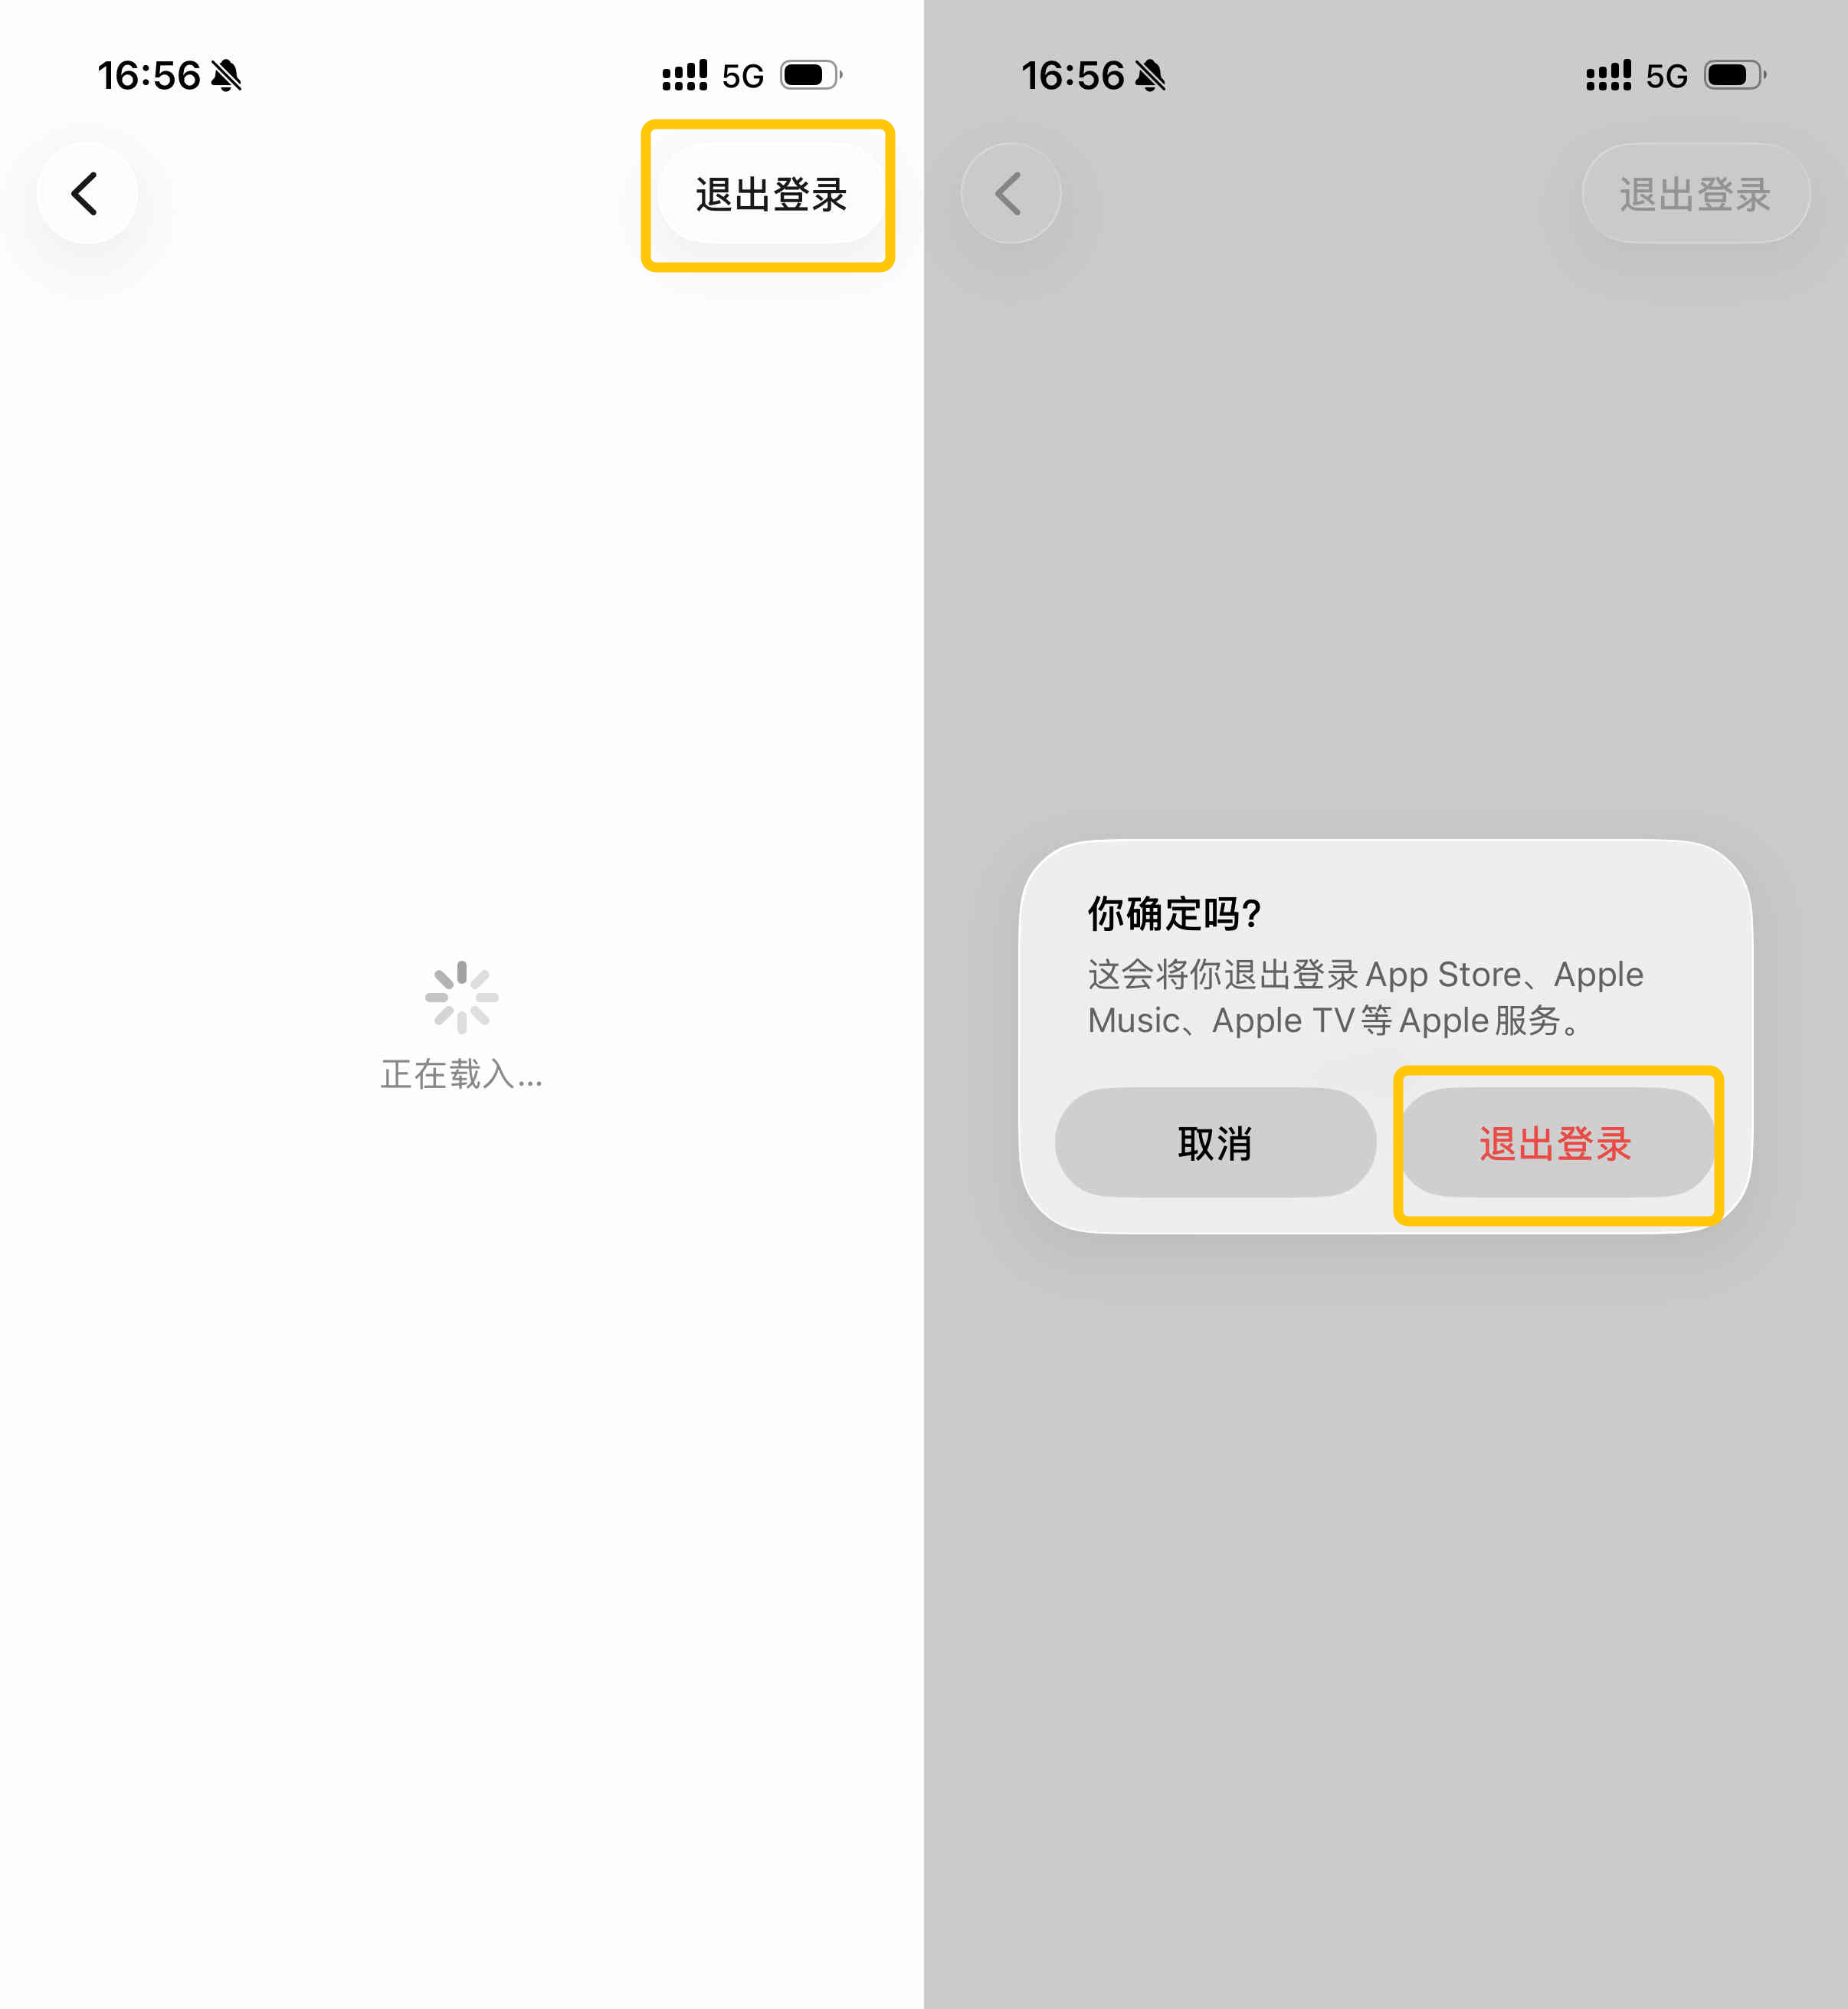 16:56
5G
退出登录
正在载入...
16:56
5G
退出登录
你确定吗?
这会将你退出登录 App Store、Apple
Music、Apple TV 等 Apple 服务。
取消
退出登录